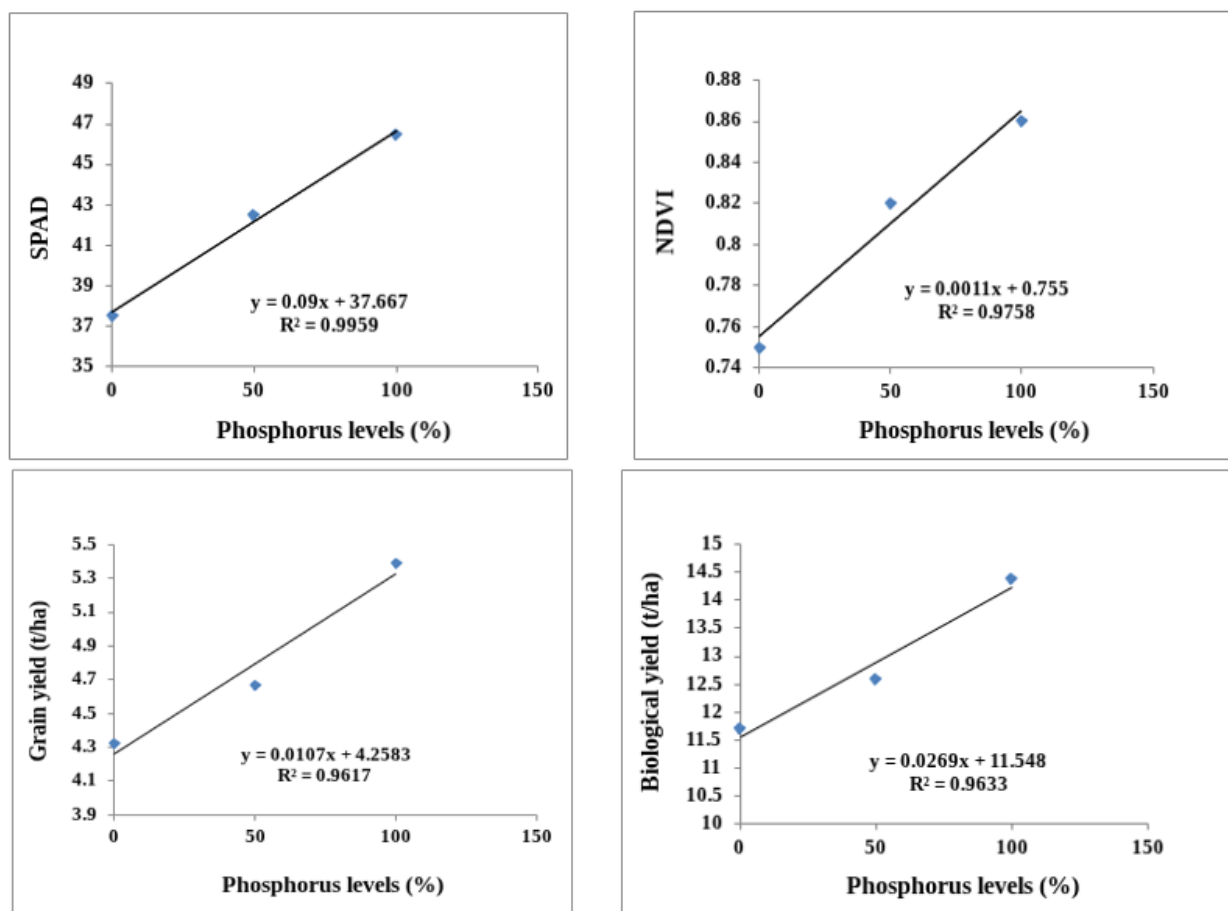 49
47
45
43
41
39
37
35
SPAD
y = 0.09x + 37.667
R² = 0.9959
0 50 100 150
Phosphorus levels (%)
0.88
0.86
0.84
0.82
0.8
0.78
0.76
0.74
NDVI
y = 0.0011x + 0.755
R² = 0.9758
0 50 100 150
Phosphorus levels (%)
5.5
5.3
5.1
4.9
4.7
4.5
4.3
4.1
3.9
Grain yield (t/ha)
y = 0.0107x + 4.2583
R² = 0.9617
0 50 100 150
Phosphorus levels (%)
15
14.5
14
13.5
13
12.5
12
11.5
11
10.5
10
Biological yield (t/ha)
y = 0.0269x + 11.548
R² = 0.9633
0 50 100 150
Phosphorus levels (%)